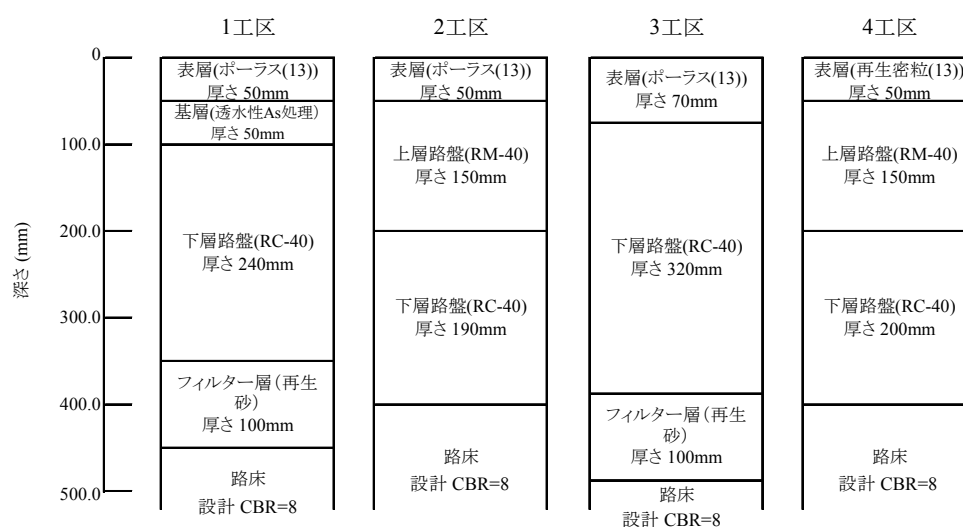 1工区
2工区
3工区
4工区
深さ (mm)
0
100.0
200.0
300.0
400.0
500.0
表層(ポーラス(13))
厚さ 50mm
基層(透水性As処理)
厚さ 50mm
下層路盤(RC-40)
厚さ 240mm
フィルター層（再生
砂）
厚さ 100mm
路床
設計 CBR=8
表層(ポーラス(13))
厚さ 50mm
上層路盤(RM-40)
厚さ 150mm
下層路盤(RC-40)
厚さ 190mm
路床
設計 CBR=8
表層(ポーラス(13))
厚さ 70mm
下層路盤(RC-40)
厚さ 320mm
フィルター層（再生
砂）
厚さ 100mm
路床
設計 CBR=8
表層(再生密粒(13))
厚さ 50mm
上層路盤(RM-40)
厚さ 150mm
下層路盤(RC-40)
厚さ 200mm
路床
設計 CBR=8